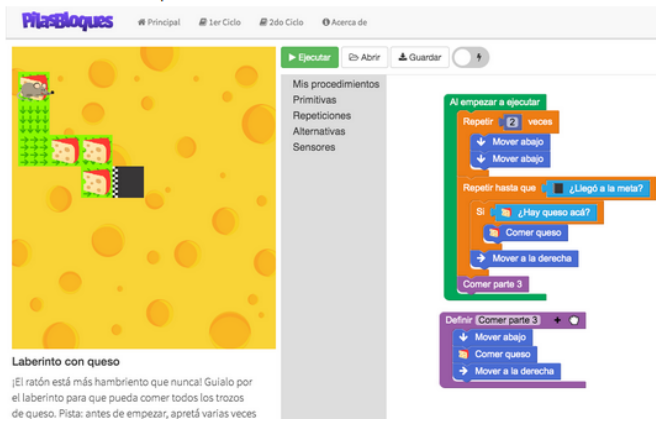 PilasBloques
Principal
1er Ciclo
2do Ciclo
Acerca de
Ejecutar
Abrir
Guardar
Mis procedimientos
Primitivas
Repeticiones
Alternativas
Sensores
Al empezar a ejecutar
Repetir 2 veces
Mover abajo
Mover abajo
Repetir hasta que ¿Llegó a la meta?
Si ¿Hay queso acá?
Comer queso
Mover a la derecha
Comer parte 3
Definir Comer parte 3 +
Mover abajo
Comer queso
Mover a la derecha
Laberinto con queso
¡El ratón está más hambriento que nunca! Guialo por
el laberinto para que pueda comer todos los trozos
de queso. Pista: antes de empezar, apretá varias veces